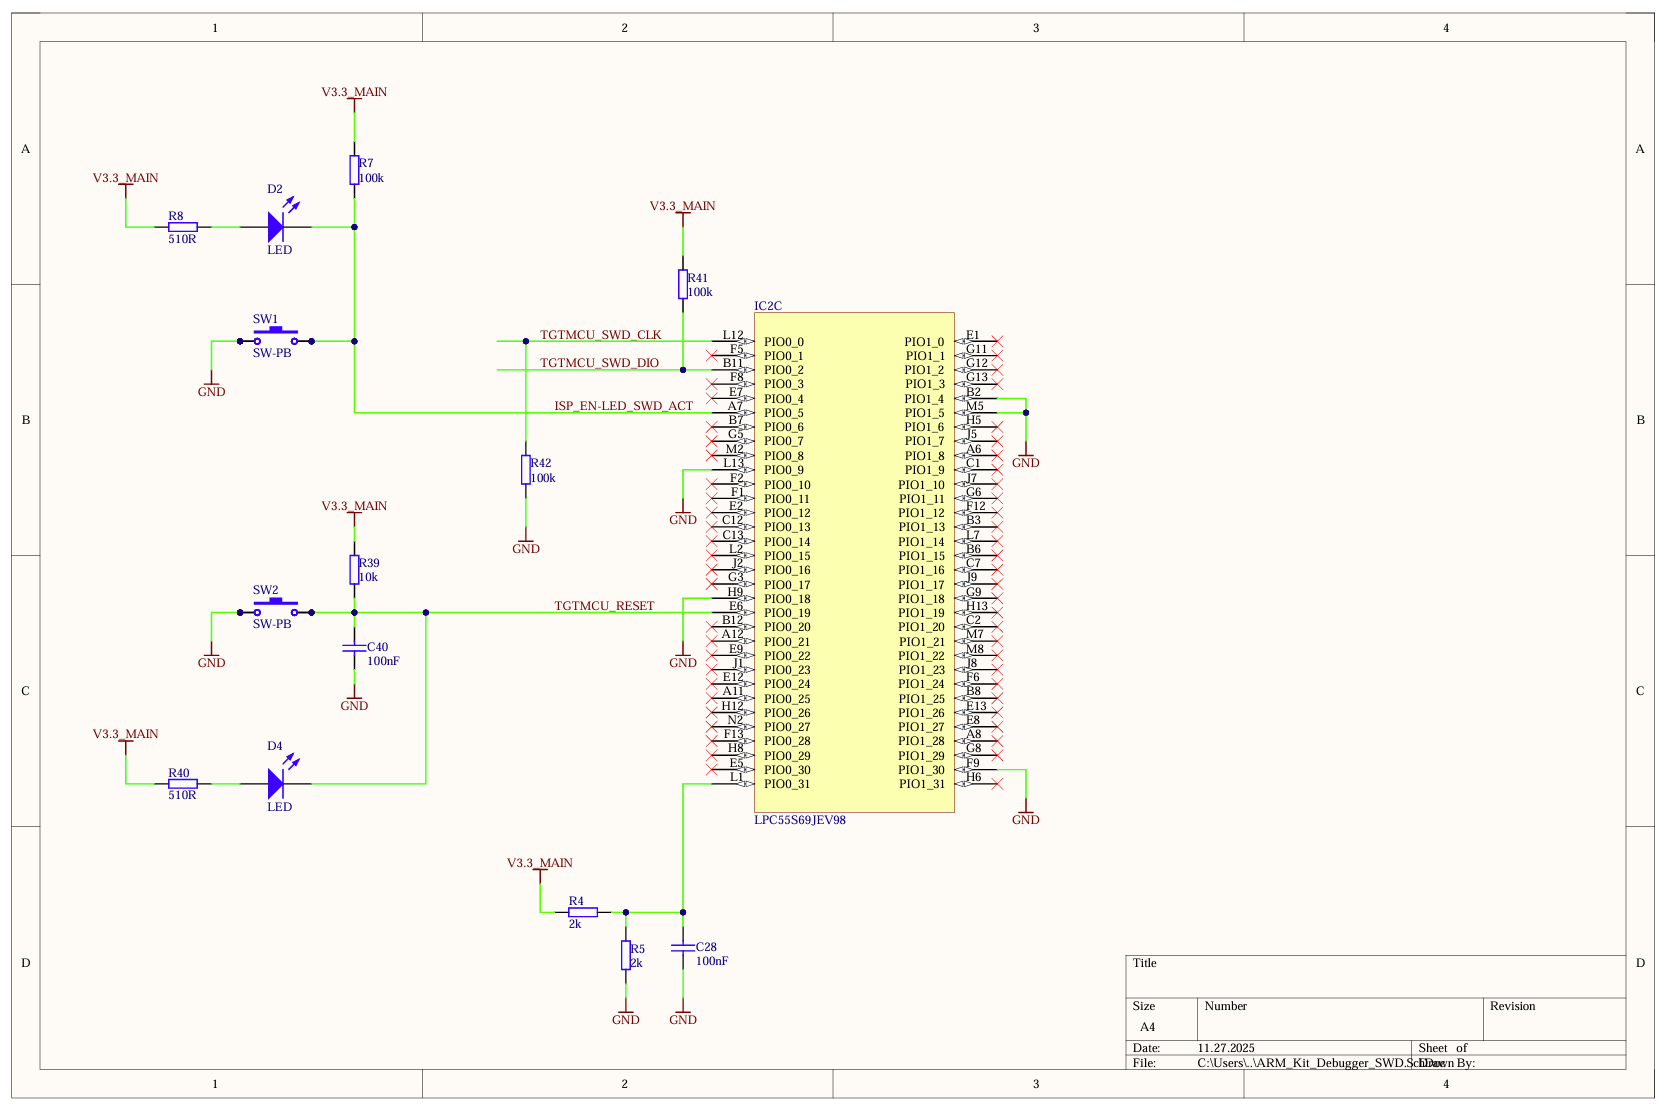 1 2 3 4
A A
B B
C C
D D
V3.3_MAIN
R7
100k
V3.3_MAIN
R8
510R
D2
LED
SW1
SW-PB
GND
V3.3_MAIN
R41
100k
TGTMCU_SWD_CLK
TGTMCU_SWD_DIO
ISP_EN-LED_SWD_ACT
R42
100k
GND
GND
V3.3_MAIN
R39
10k
SW2
SW-PB
GND
C40
100nF
GND
TGTMCU_RESET
GND
V3.3_MAIN
R40
510R
D4
LED
V3.3_MAIN
R4
2k
R5
2k
C28
100nF
GND
GND
IC2C
L12 PIO0_0 PIO1_0 E1
F5 PIO0_1 PIO1_1 G11
B11 PIO0_2 PIO1_2 G12
F8 PIO0_3 PIO1_3 G13
E7 PIO0_4 PIO1_4 B2
A7 PIO0_5 PIO1_5 M5
B7 PIO0_6 PIO1_6 H5
G5 PIO0_7 PIO1_7 J5
M2 PIO0_8 PIO1_8 A6
L13 PIO0_9 PIO1_9 C1
F2 PIO0_10 PIO1_10 J7
F1 PIO0_11 PIO1_11 G6
E2 PIO0_12 PIO1_12 F12
C12 PIO0_13 PIO1_13 B3
C13 PIO0_14 PIO1_14 L7
L2 PIO0_15 PIO1_15 B6
J2 PIO0_16 PIO1_16 C7
G3 PIO0_17 PIO1_17 J9
H9 PIO0_18 PIO1_18 G9
E6 PIO0_19 PIO1_19 H13
B12 PIO0_20 PIO1_20 C2
A12 PIO0_21 PIO1_21 M7
E9 PIO0_22 PIO1_22 M8
J1 PIO0_23 PIO1_23 J8
E12 PIO0_24 PIO1_24 F6
A11 PIO0_25 PIO1_25 B8
H12 PIO0_26 PIO1_26 E13
N2 PIO0_27 PIO1_27 E8
F13 PIO0_28 PIO1_28 A8
H8 PIO0_29 PIO1_29 G8
E5 PIO0_30 PIO1_30 F9
L1 PIO0_31 PIO1_31 H6
LPC55S69JEV98
GND
GND
Title
Size Number Revision
A4
Date: 11.27.2025 Sheet of
File: C:\Users\..\ARM_Kit_Debugger_SWD.SchDoc Drawn By:
1 2 3 4